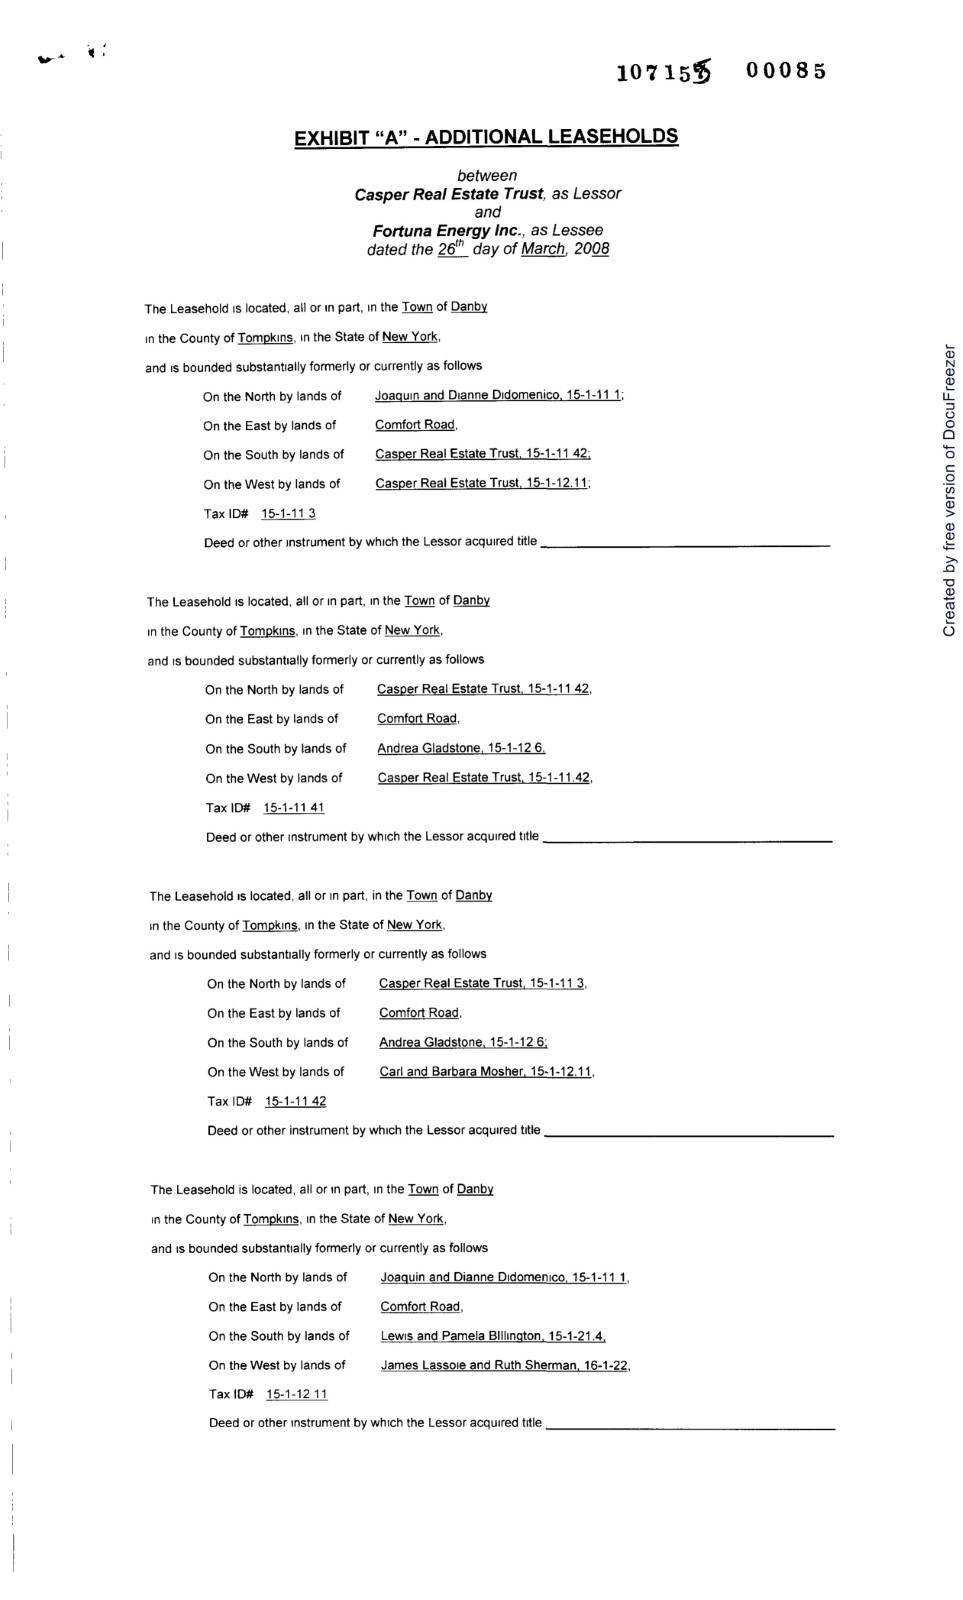 107155 00085
EXHIBIT “A” - ADDITIONAL LEASEHOLDS
between
Casper Real Estate Trust, as Lessor
and
Fortuna Energy Inc., as Lessee
dated the 26th day of March, 2008
The Leasehold is located, all or in part, in the Town of Danby
in the County of Tompkins, in the State of New York,
and is bounded substantially formerly or currently as follows
On the North by lands of Joaquin and Dianne Didomenico, 15-1-11 1;
On the East by lands of Comfort Road,
On the South by lands of Casper Real Estate Trust, 15-1-11 42;
On the West by lands of Casper Real Estate Trust, 15-1-12.11;
Tax ID# 15-1-11 3
Deed or other instrument by which the Lessor acquired title
The Leasehold is located, all or in part, in the Town of Danby
in the County of Tompkins, in the State of New York,
and is bounded substantially formerly or currently as follows
On the North by lands of Casper Real Estate Trust, 15-1-11 42,
On the East by lands of Comfort Road,
On the South by lands of Andrea Gladstone, 15-1-12 6,
On the West by lands of Casper Real Estate Trust, 15-1-11.42,
Tax ID# 15-1-11 41
Deed or other instrument by which the Lessor acquired title
The Leasehold is located, all or in part, in the Town of Danby
in the County of Tompkins, in the State of New York,
and is bounded substantially formerly or currently as follows
On the North by lands of Casper Real Estate Trust, 15-1-11 3,
On the East by lands of Comfort Road,
On the South by lands of Andrea Gladstone, 15-1-12 6;
On the West by lands of Carl and Barbara Mosher, 15-1-12.11,
Tax ID# 15-1-11 42
Deed or other instrument by which the Lessor acquired title
The Leasehold is located, all or in part, in the Town of Danby
in the County of Tompkins, in the State of New York,
and is bounded substantially formerly or currently as follows
On the North by lands of Joaquin and Dianne Didomenico, 15-1-11 1,
On the East by lands of Comfort Road,
On the South by lands of Lewis and Pamela BIllington, 15-1-21.4,
On the West by lands of James Lassoie and Ruth Sherman, 16-1-22,
Tax ID# 15-1-12 11
Deed or other instrument by which the Lessor acquired title
Created by free version of DocuFreezer